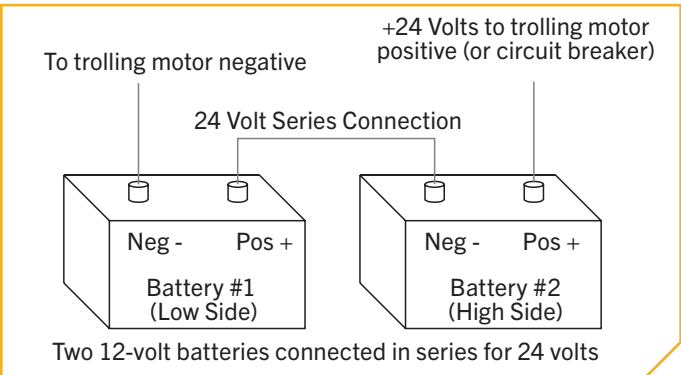 +24 Volts to trolling motor
positive (or circuit breaker)
To trolling motor negative
24 Volt Series Connection
Neg - Pos +
Battery #1
(Low Side)
Neg - Pos +
Battery #2
(High Side)
Two 12-volt batteries connected in series for 24 volts